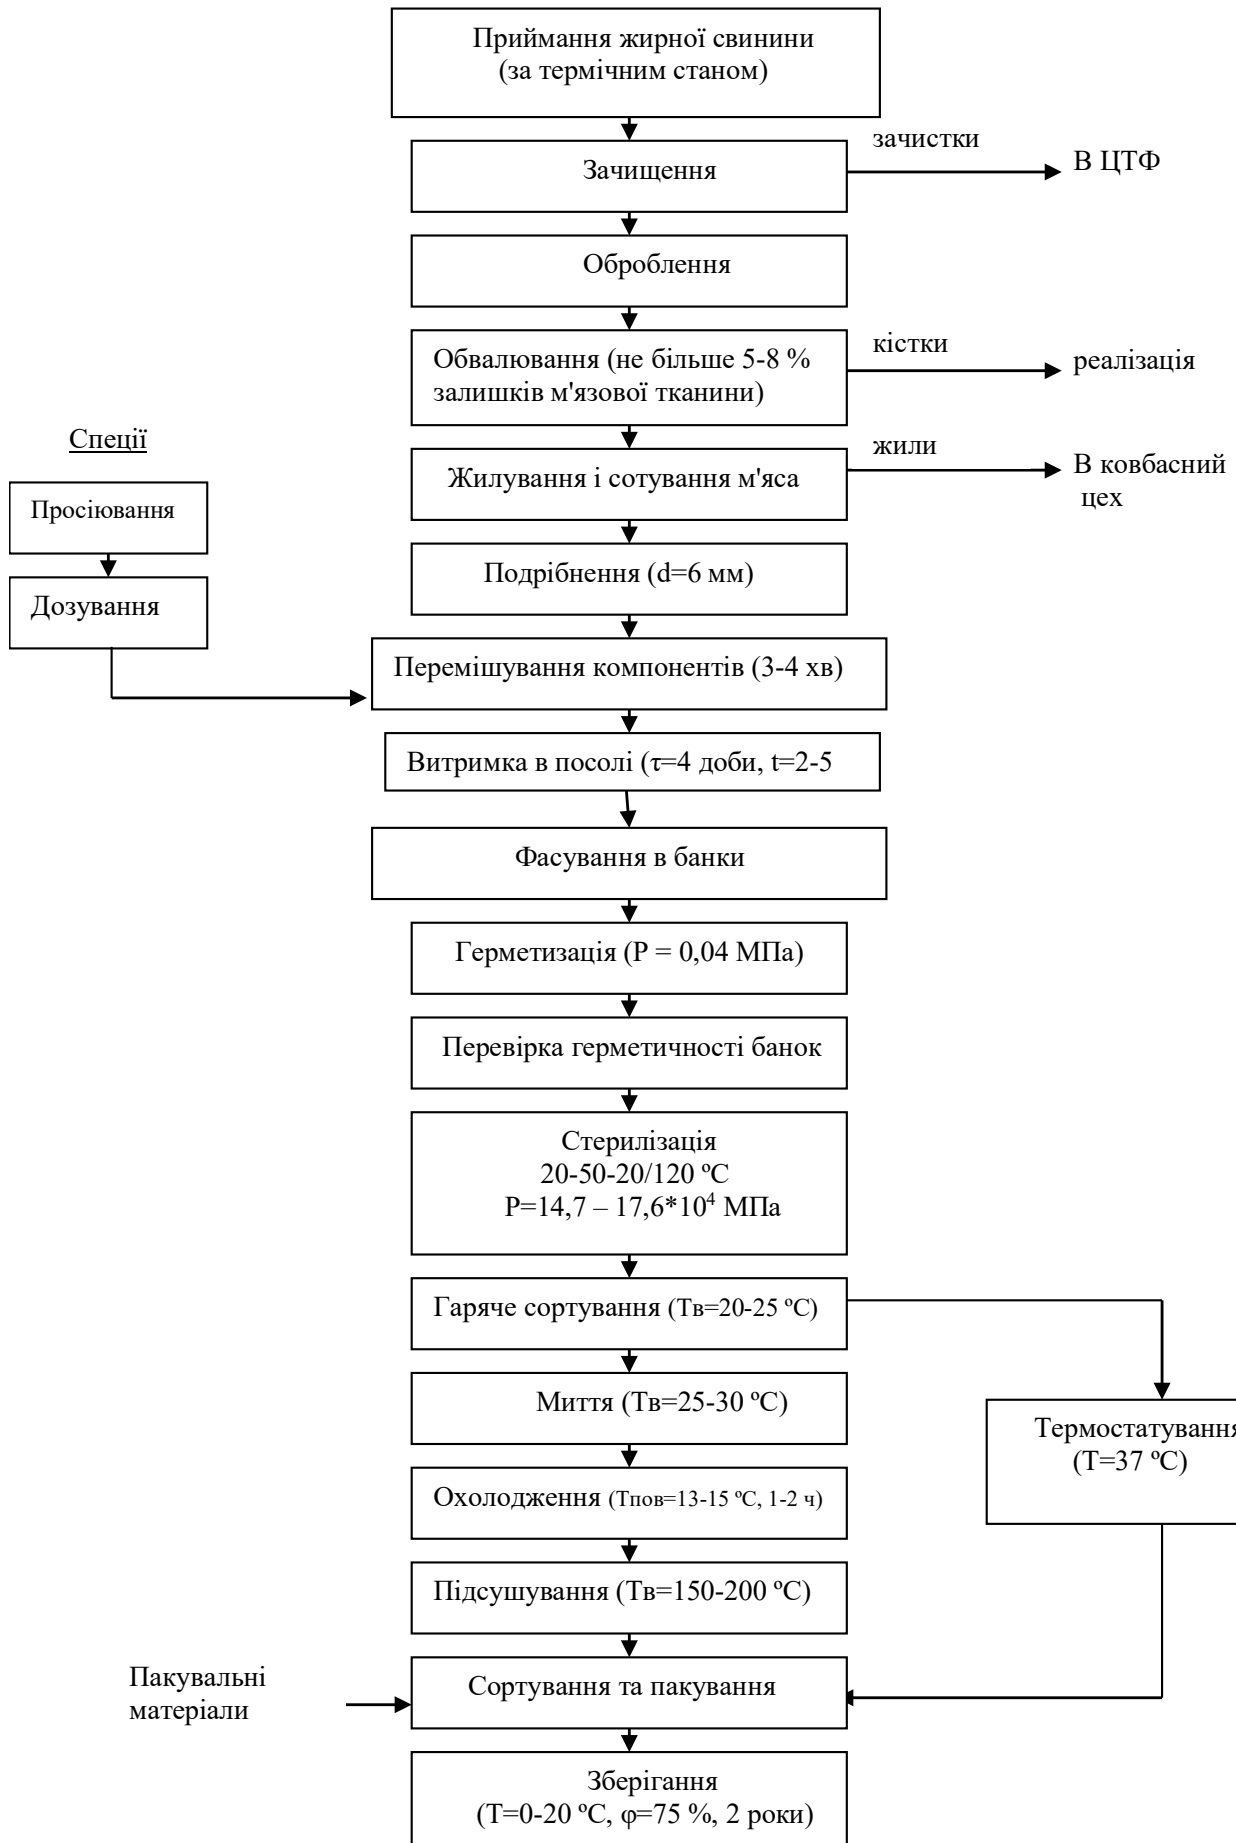 Приймання жирної свинини
(за термічним станом)
зачистки
Зачищення
В ЦТФ
Оброблення
Обвалювання (не більше 5-8 %
залишків м'язової тканини)
кістки
реалізація
Спеції
жили
Жилування і сотування м'яса
В ковбасний
цех
Просіювання
Подрібнення (d=6 мм)
Дозування
Перемішування компонентів (3-4 хв)
Витримка в посолі (τ=4 доби, t=2-5
Фасування в банки
Герметизація (Р = 0,04 МПа)
Перевірка герметичності банок
Стерилізація
20-50-20/120 ºС
Р=14,7 – 17,6*10⁴ МПа
Гаряче сортування (Тв=20-25 ºС)
Миття (Тв=25-30 ºС)
Термостатування
(Т=37 ºС)
Охолодження (Тпов=13-15 ºС, 1-2 ч)
Підсушування (Тв=150-200 ºС)
Пакувальні
матеріали
Сортування та пакування
Зберігання
(Т=0-20 ºС, φ=75 %, 2 роки)